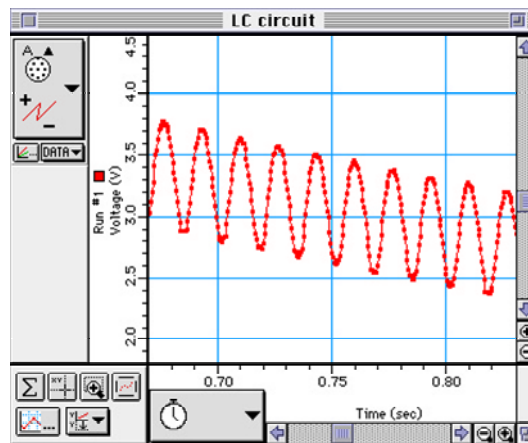 LC circuit
A
DATA
Run #1
Voltage (V)
4.5
4.0
3.5
3.0
2.5
2.0
0.70 0.75 0.80
Time (sec)
Σ
XY